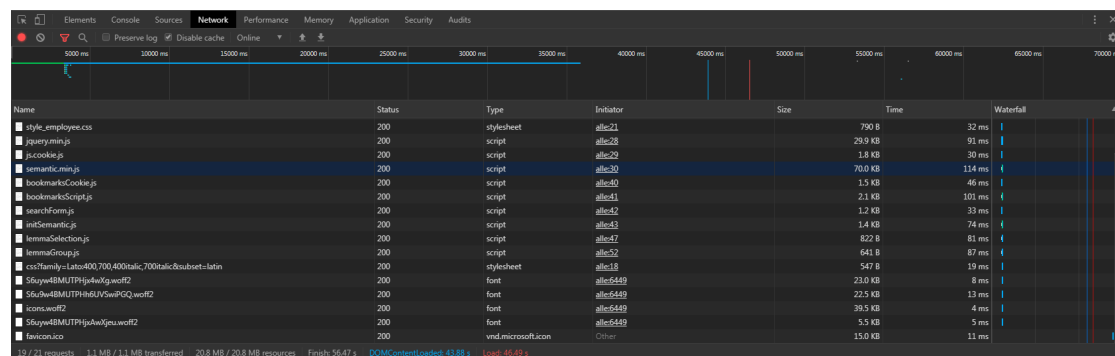 Elements Console Sources Network Performance Memory Application Security Audits
Preserve log Disable cache Online
5000 ms 10000 ms 15000 ms 20000 ms 25000 ms 30000 ms 35000 ms 40000 ms 45000 ms 50000 ms 55000 ms 60000 ms 65000 ms 70000
Name Status Type Initiator Size Time Waterfall
style_employee.css 200 stylesheet alle:21 790 B 32 ms
jquery.min.js 200 script alle:28 29.9 KB 91 ms
js.cookie.js 200 script alle:29 1.8 KB 30 ms
semantic.min.js 200 script alle:30 70.0 KB 114 ms
bookmarksCookie.js 200 script alle:40 1.5 KB 46 ms
bookmarksScript.js 200 script alle:41 2.1 KB 101 ms
searchForm.js 200 script alle:42 1.2 KB 33 ms
initSemantic.js 200 script alle:43 1.4 KB 74 ms
lemmaSelection.js 200 script alle:47 822 B 81 ms
lemmaGroup.js 200 script alle:52 641 B 87 ms
css?family=Lato:400,700,400italic,700italic&subset=latin 200 stylesheet alle:18 547 B 19 ms
S6uyw4BMUTPHjx4wXg.woff2 200 font alle:6449 23.0 KB 8 ms
S6u9w4BMUTPHh6UVSwiPGQ.woff2 200 font alle:6449 22.5 KB 13 ms
icons.woff2 200 font alle:6449 39.5 KB 4 ms
S6uyw4BMUTPHjxAwXjeu.woff2 200 font alle:6449 5.5 KB 5 ms
favicon.ico 200 vnd.microsoft.icon Other 15.0 KB 11 ms
19 / 21 requests 1.1 MB / 1.1 MB transferred 20.8 MB / 20.8 MB resources Finish: 56.47 s DOMContentLoaded: 43.88 s Load: 46.49 s